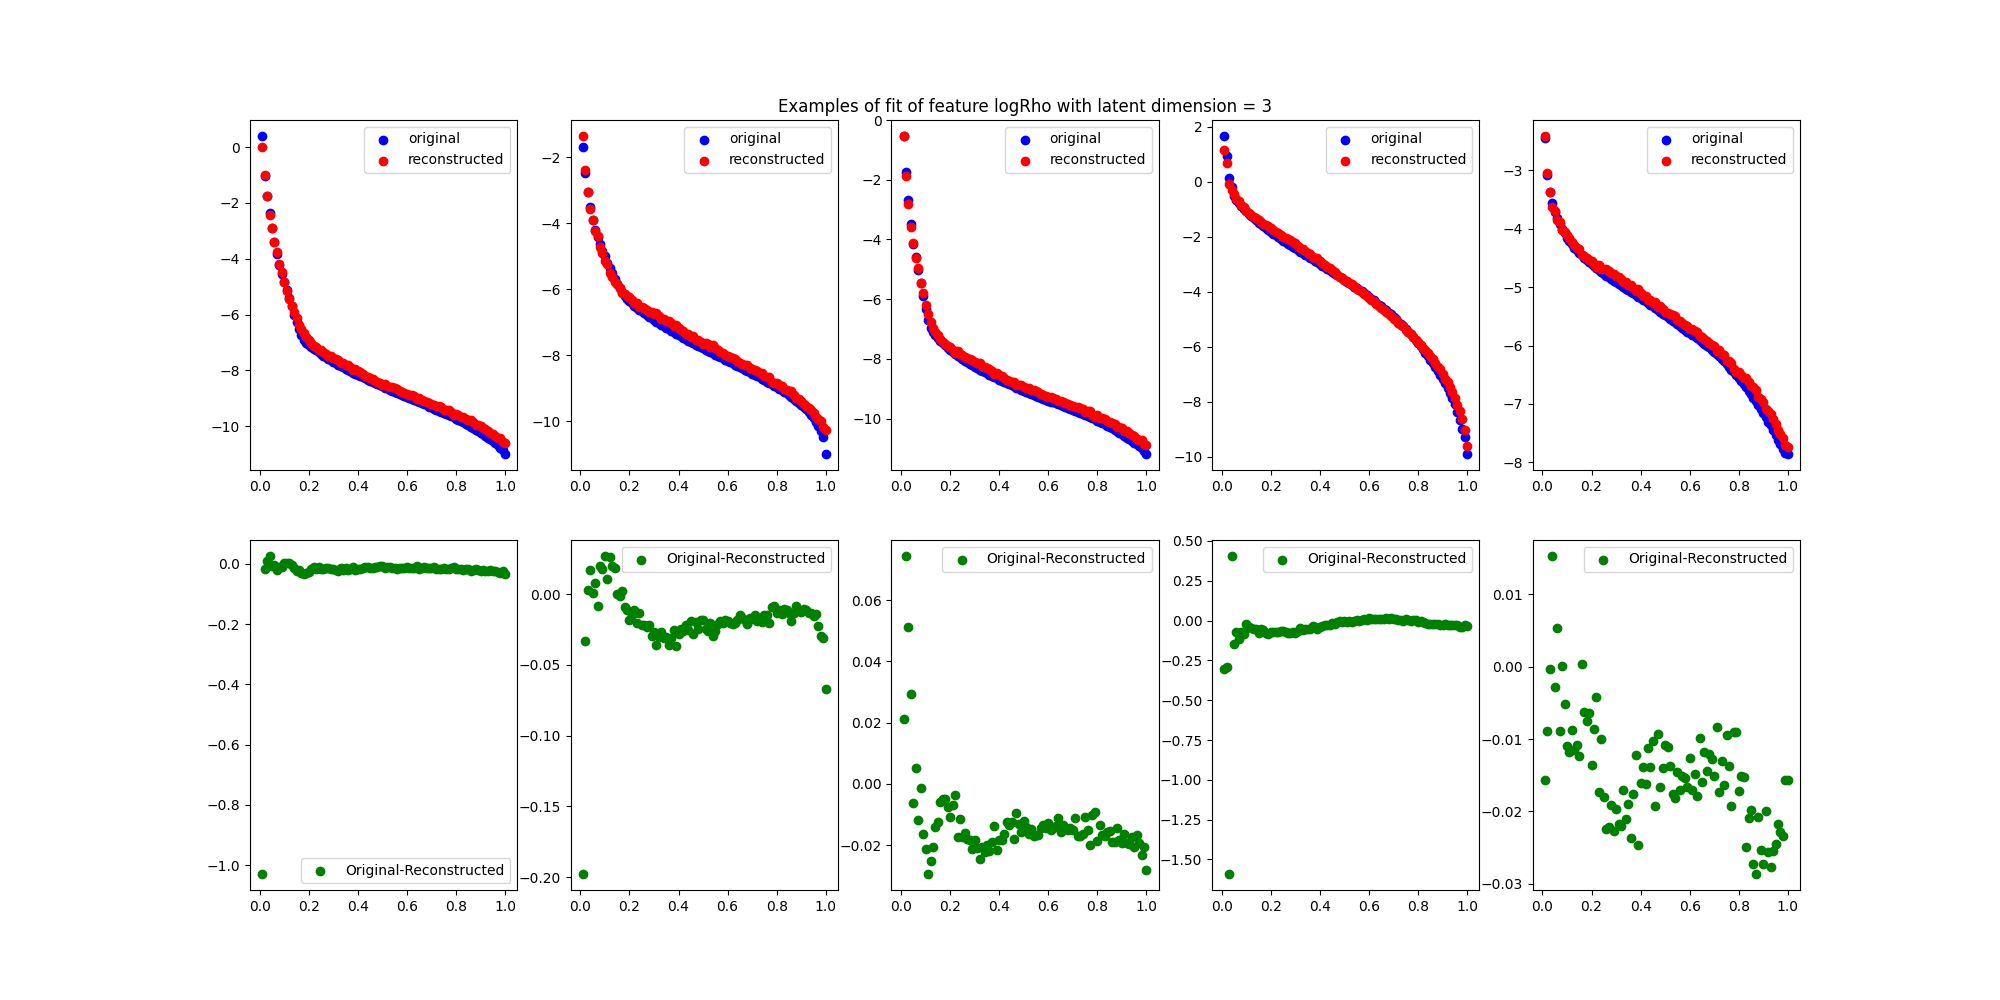 Examples of fit of feature logRho with latent dimension = 3
original
reconstructed
0
−2
−4
−6
−8
−10
0.0 0.2 0.4 0.6 0.8 1.0
original
reconstructed
−2
−4
−6
−8
−10
0.0 0.2 0.4 0.6 0.8 1.0
original
reconstructed
0
−2
−4
−6
−8
−10
0.0 0.2 0.4 0.6 0.8 1.0
original
reconstructed
2
0
−2
−4
−6
−8
−10
0.0 0.2 0.4 0.6 0.8 1.0
original
reconstructed
−3
−4
−5
−6
−7
−8
0.0 0.2 0.4 0.6 0.8 1.0
0.0
−0.2
−0.4
−0.6
−0.8
−1.0
Original-Reconstructed
0.0 0.2 0.4 0.6 0.8 1.0
Original-Reconstructed
0.00
−0.05
−0.10
−0.15
−0.20
0.0 0.2 0.4 0.6 0.8 1.0
Original-Reconstructed
0.06
0.04
0.02
0.00
−0.02
0.0 0.2 0.4 0.6 0.8 1.0
Original-Reconstructed
0.50
0.25
0.00
−0.25
−0.50
−0.75
−1.00
−1.25
−1.50
0.0 0.2 0.4 0.6 0.8 1.0
Original-Reconstructed
0.01
0.00
−0.01
−0.02
−0.03
0.0 0.2 0.4 0.6 0.8 1.0